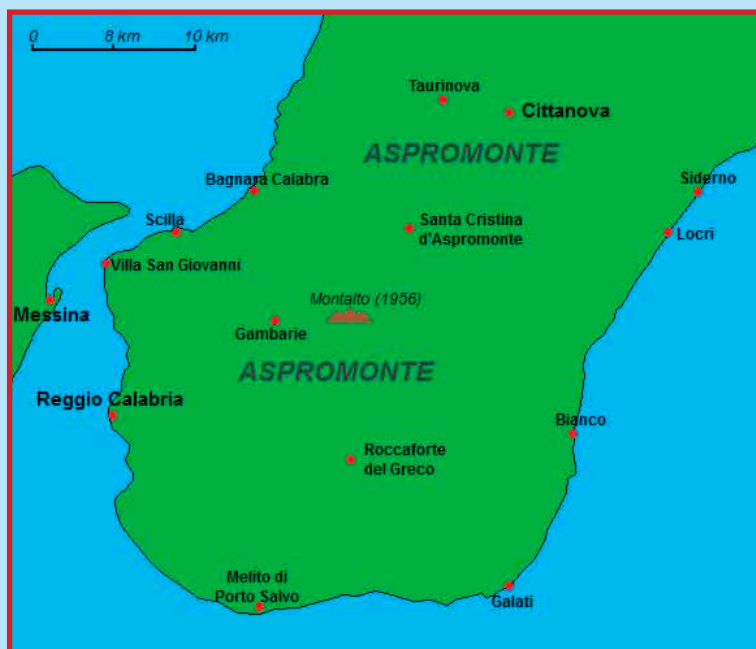 0 8 km 10 km
Taurinova
Cittanova
ASPROMONTE
Bagnara Calabra
Siderno
Scilla
Santa Cristina
d'Aspromonte
Locri
Villa San Giovanni
Montalto (1956)
Messina
Gambarie
ASPROMONTE
Reggio Calabria
Bianco
Roccaforte
del Greco
Melito di
Porto Salvo
Galati